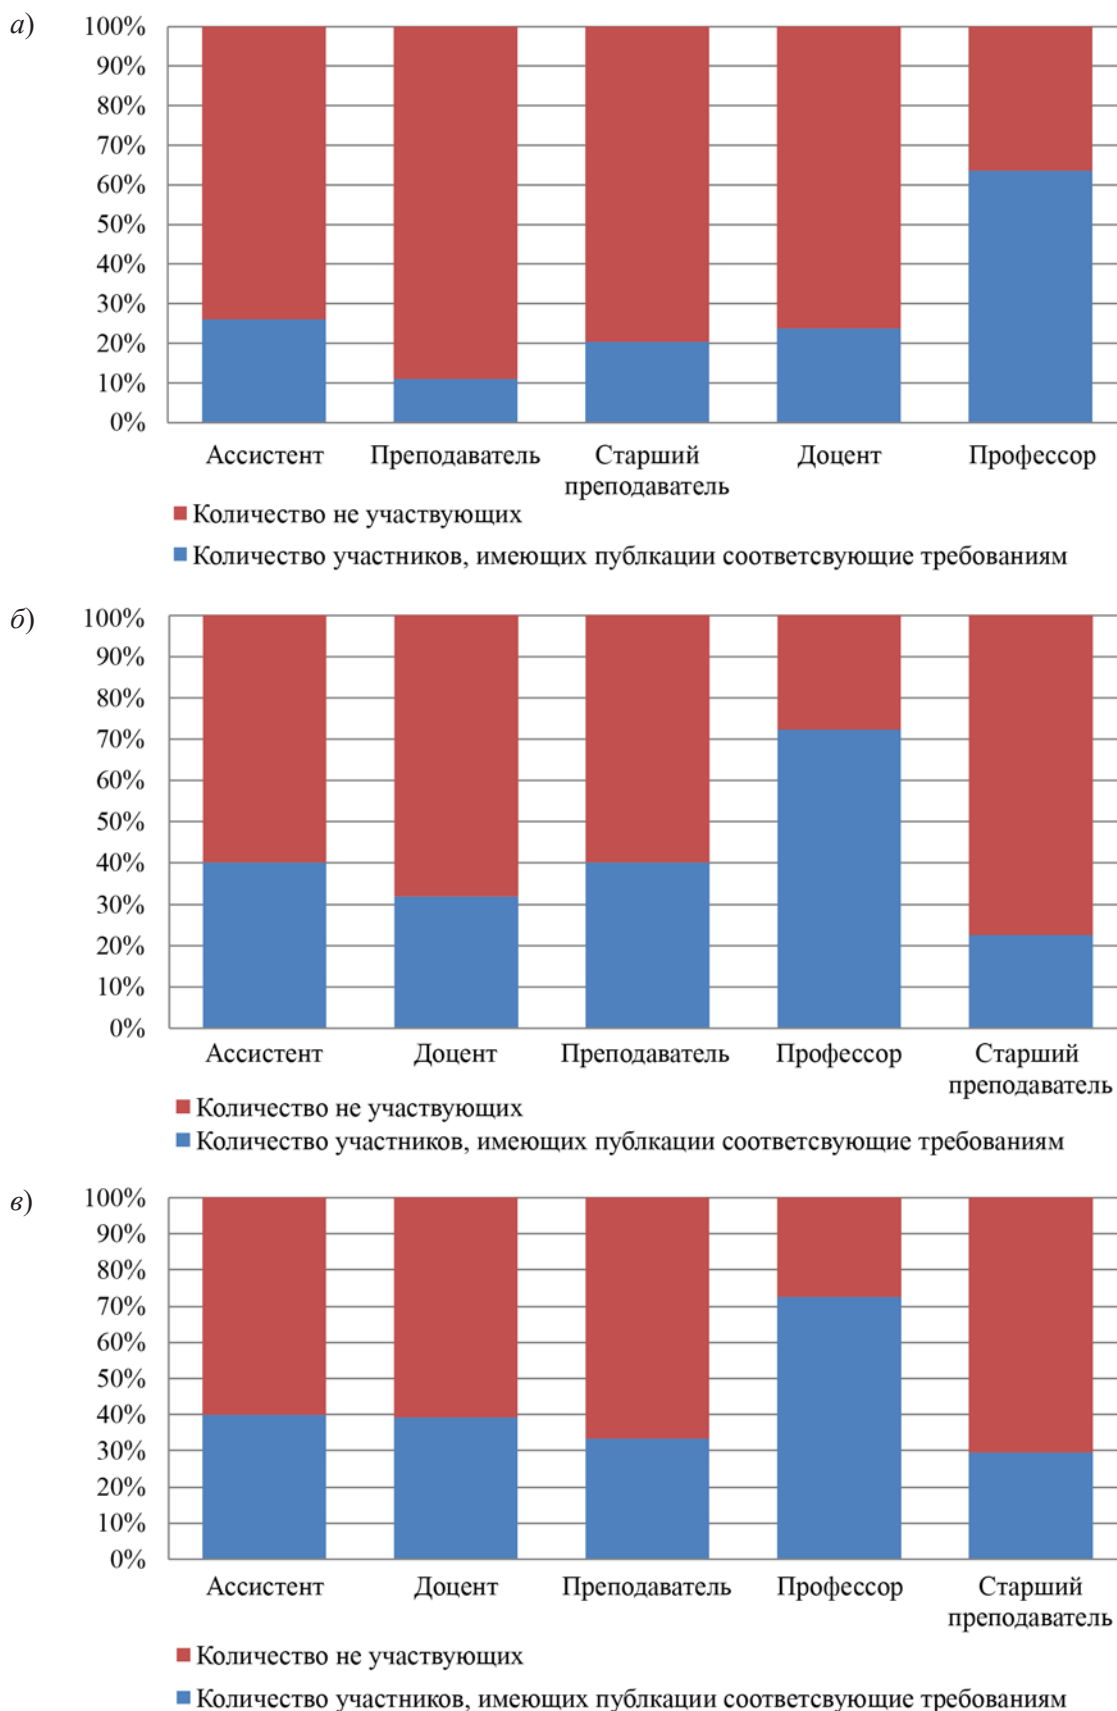 а)
100%
90%
80%
70%
60%
50%
40%
30%
20%
10%
0%
Ассистент Преподаватель Старший преподаватель Доцент Профессор
Количество не участвующих
Количество участников, имеющих публкации соответсвующие требованиям
б)
100%
90%
80%
70%
60%
50%
40%
30%
20%
10%
0%
Ассистент Доцент Преподаватель Профессор Старший преподаватель
Количество не участвующих
Количество участников, имеющих публкации соответсвующие требованиям
в)
100%
90%
80%
70%
60%
50%
40%
30%
20%
10%
0%
Ассистент Доцент Преподаватель Профессор Старший преподаватель
Количество не участвующих
Количество участников, имеющих публкации соответсвующие требованиям